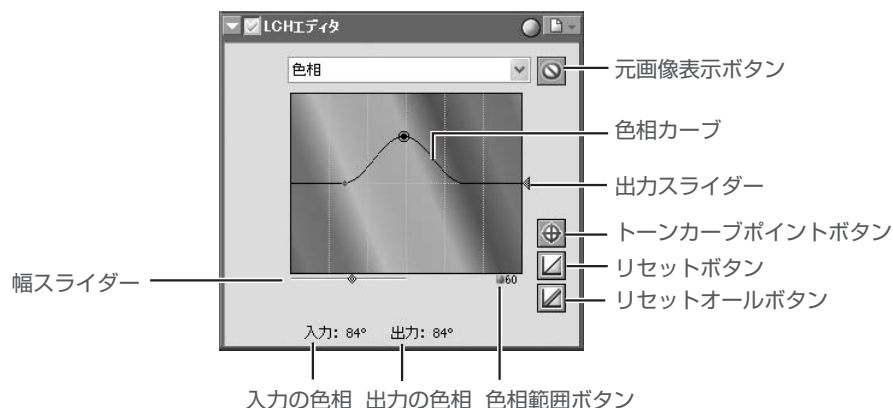 LCHエディタ
色相
元画像表示ボタン
色相カーブ
出力スライダー
トーンカーブポイントボタン
幅スライダー
60
リセットボタン
リセットオールボタン
入力: 84° 出力: 84°
入力の色相 出力の色相 色相範囲ボタン